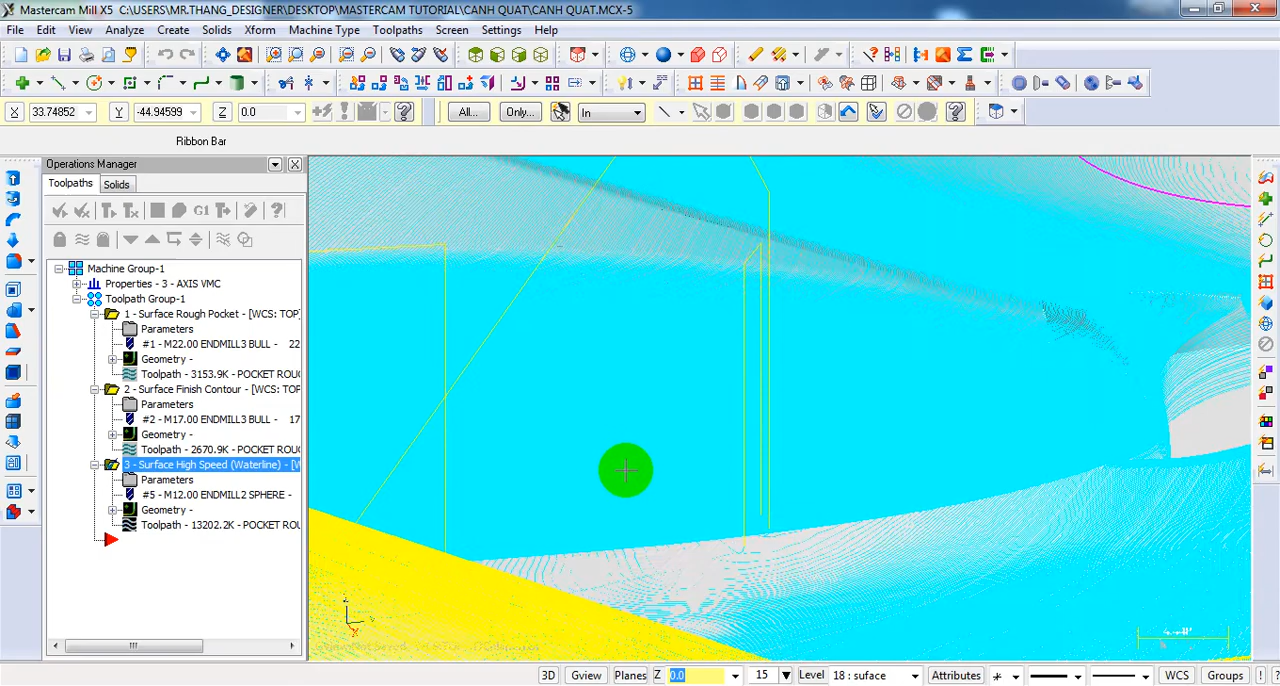 Mastercam Mill X5  C:\USERS\MR.THANG_DESIGNER\DESKTOP\MASTERCAM TUTORIAL\CANH QUAT\CANH QUAT.MCX-5
File Edit View Analyze Create Solids Xform Machine Type Toolpaths Screen Settings Help
X 33.74852 Y -44.94599 Z 0.0 All... Only... In
Ribbon Bar
Operations Manager
Toolpaths Solids
G1
Machine Group-1
Properties - 3 - AXIS VMC
Toolpath Group-1
1 - Surface Rough Pocket - [WCS: TOP]
Parameters
#1 - M22.00 ENDMILL3 BULL - 22
Geometry -
Toolpath - 3153.9K - POCKET ROU
2 - Surface Finish Contour - [WCS: TOP
Parameters
#2 - M17.00 ENDMILL3 BULL - 17
Geometry -
Toolpath - 2670.9K - POCKET ROU
3 - Surface High Speed (Waterline) - [W
Parameters
#5 - M12.00 ENDMILL2 SPHERE -
Geometry -
Toolpath - 13202.2K - POCKET ROU
X
3D Gview Planes Z 0.0 15 Level 18 : suface Attributes WCS Groups